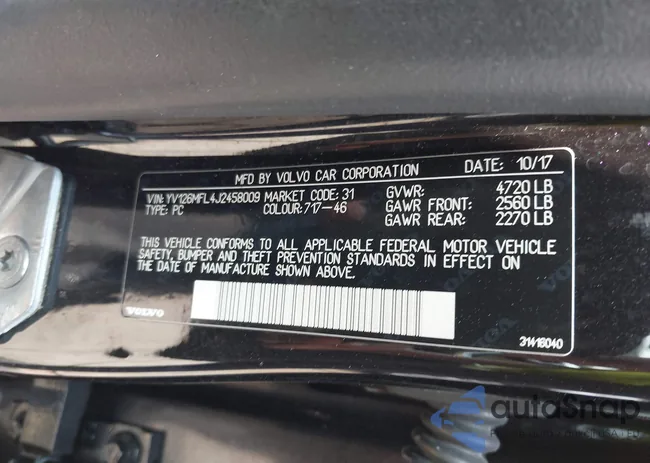 MFD BY VOLVO CAR CORPORATION DATE: 10/17
VIN: YV126MFL4J2458009 MARKET CODE: 31 GVWR: 4720 LB
TYPE: PC COLOUR: 717-46 GAWR FRONT: 2560 LB
GAWR REAR: 2270 LB
THIS VEHICLE CONFORMS TO ALL APPLICABLE FEDERAL MOTOR VEHICLE
SAFETY, BUMPER AND THEFT PREVENTION STANDARDS IN EFFECT ON
THE DATE OF MANUFACTURE SHOWN ABOVE.
VOLVO
31416040
autoSnap